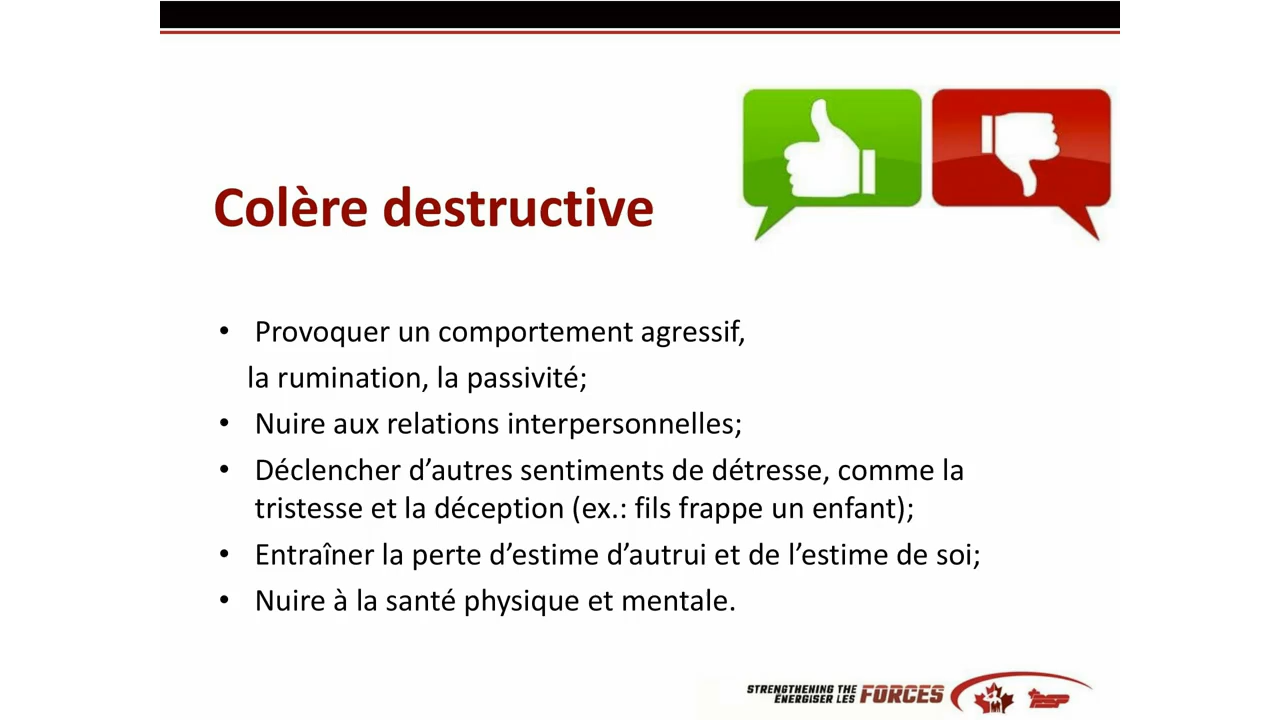 Colère destructive
• Provoquer un comportement agressif,
la rumination, la passivité;
• Nuire aux relations interpersonnelles;
• Déclencher d’autres sentiments de détresse, comme la
tristesse et la déception (ex.: fils frappe un enfant);
• Entraîner la perte d’estime d’autrui et de l’estime de soi;
• Nuire à la santé physique et mentale.
STRENGTHENING THE
ÉNERGISER LES FORCES
PSP